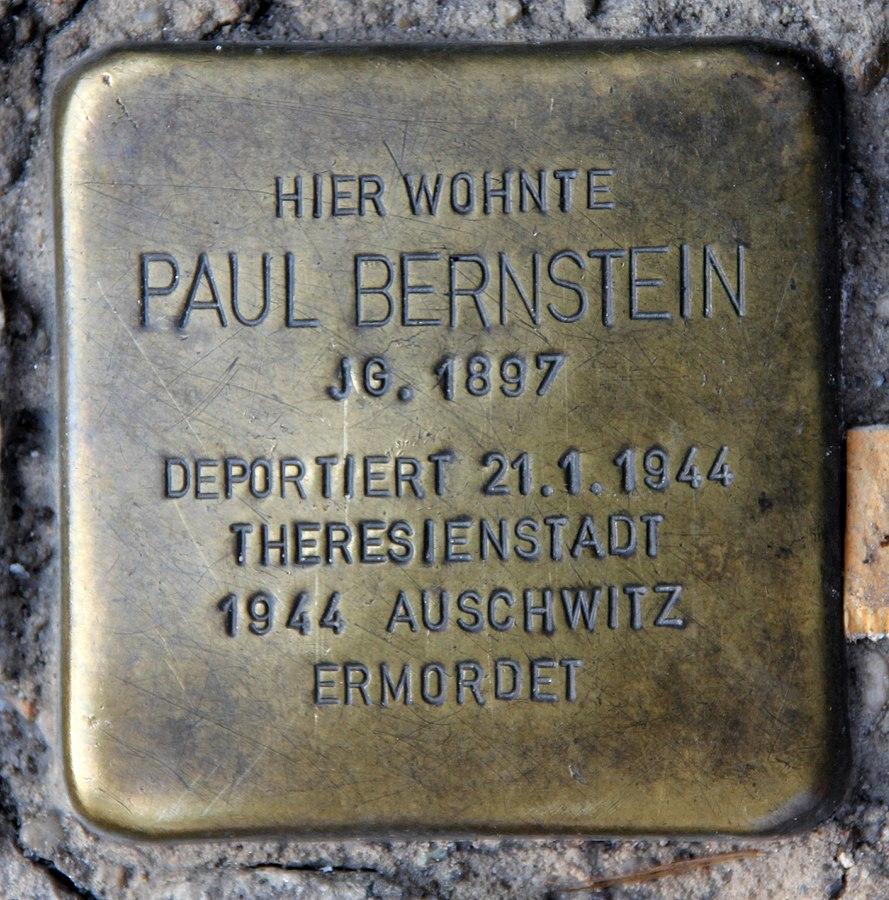 HIER WOHNTE
PAUL BERNSTEIN
JG. 1897
DEPORTIERT 21.1.1944
THERESIENSTADT
1944 AUSCHWITZ
ERMORDET